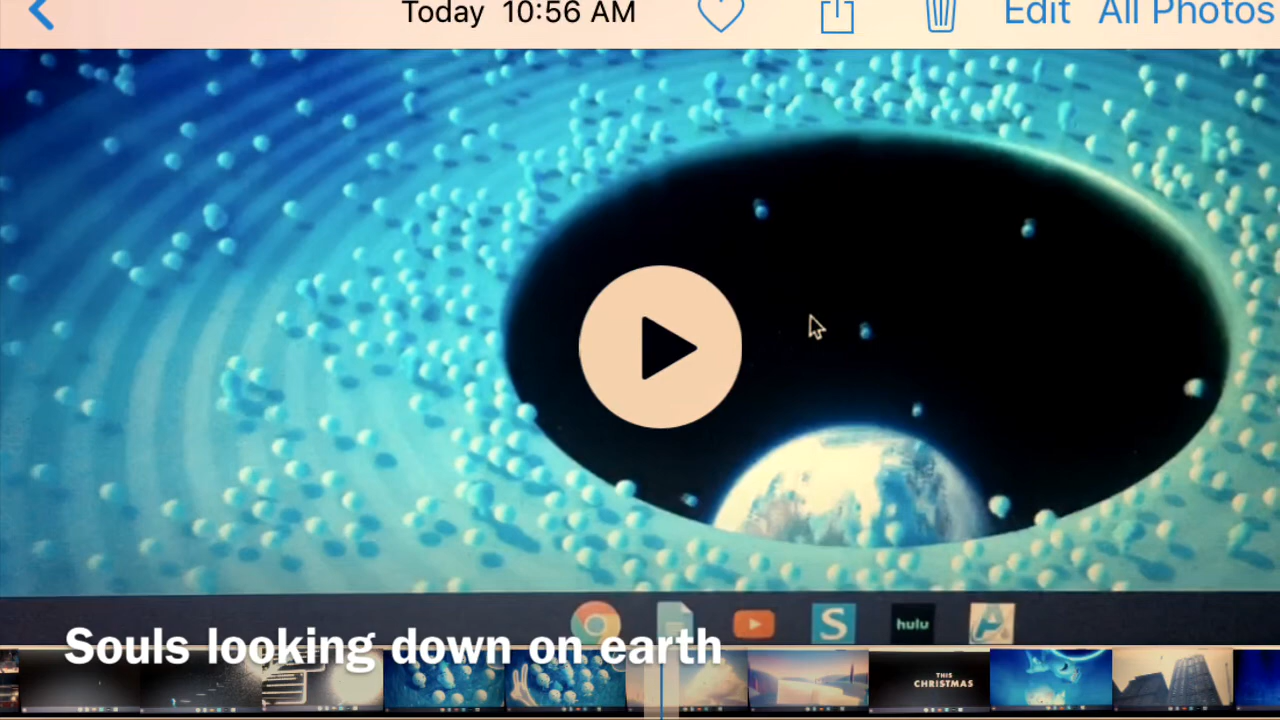 Today 10:56 AM
Edit
All Photos
S
hulu
Souls looking down on earth
THIS
CHRISTMAS